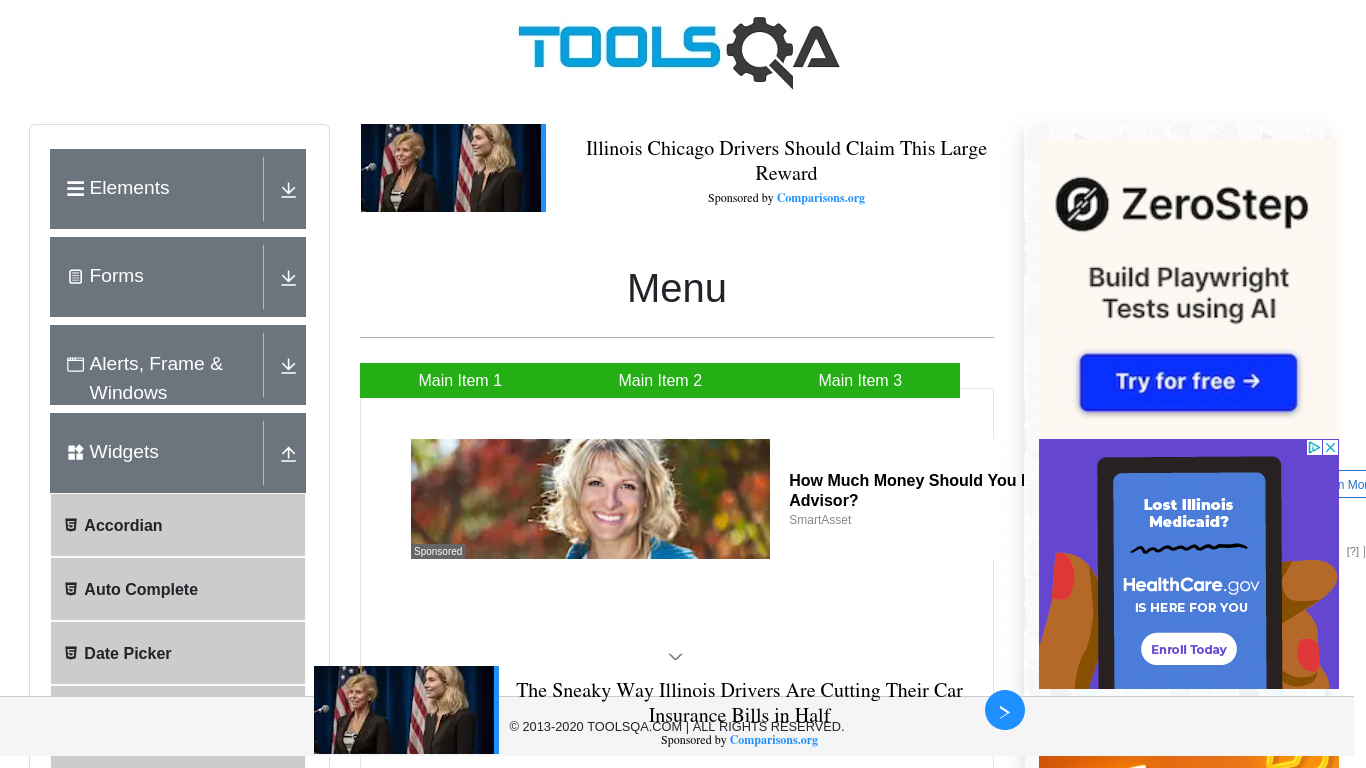 TOOLSQA
Elements
Forms
Alerts, Frame &
Windows
Widgets
Accordian
Auto Complete
Date Picker
Illinois Chicago Drivers Should Claim This Large
Reward
Sponsored by Comparisons.org
Menu
Main Item 1
Main Item 2
Main Item 3
Sponsored
How Much Money Should You
Advisor?
SmartAsset
The Sneaky Way Illinois Drivers Are Cutting Their Car
Insurance Bills in Half
© 2013-2020 TOOLSQA.COM | ALL RIGHTS RESERVED.
Sponsored by Comparisons.org
ZeroStep
Build Playwright
Tests using AI
Try for free →
Lost Illinois
Medicaid?
HealthCare.gov
IS HERE FOR YOU
Enroll Today
[?]